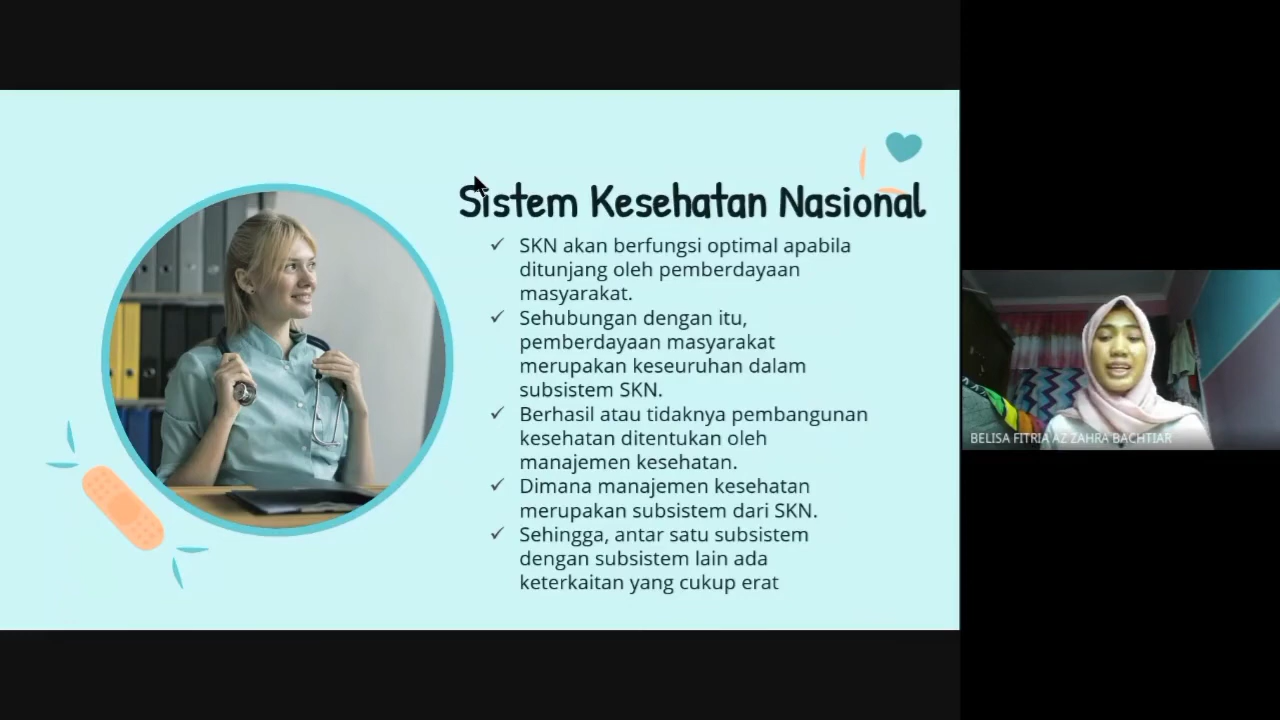 Sistem Kesehatan Nasional
✓ SKN akan berfungsi optimal apabila
ditunjang oleh pemberdayaan
masyarakat.
✓ Sehubungan dengan itu,
pemberdayaan masyarakat
merupakan keseuruhan dalam
subsistem SKN.
✓ Berhasil atau tidaknya pembangunan
kesehatan ditentukan oleh
manajemen kesehatan.
✓ Dimana manajemen kesehatan
merupakan subsistem dari SKN.
✓ Sehingga, antar satu subsistem
dengan subsistem lain ada
keterkaitan yang cukup erat
BELISA FITRIA AZ ZAHRA BACHTIAR